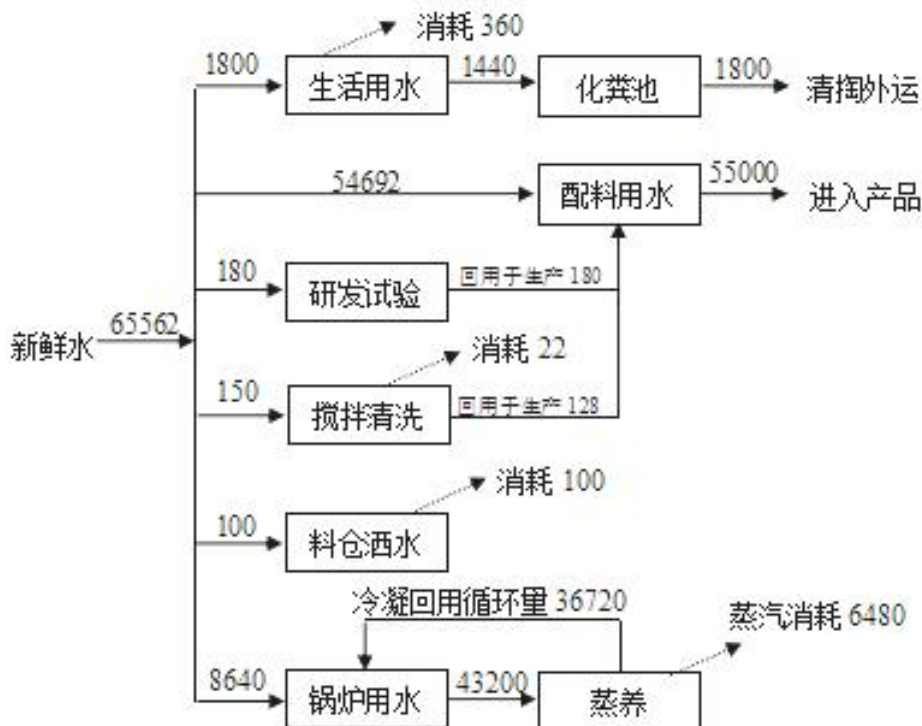 消耗 360
1800
生活用水
1440
化粪池
1800
清掏外运
54692
配料用水
55000
进入产品
180
研发试验
回用于生产 180
新鲜水
65562
消耗 22
150
搅拌清洗
回用于生产 128
消耗 100
100
料仓洒水
冷凝回用循环量 36720
蒸汽消耗 6480
8640
锅炉用水
43200
蒸养